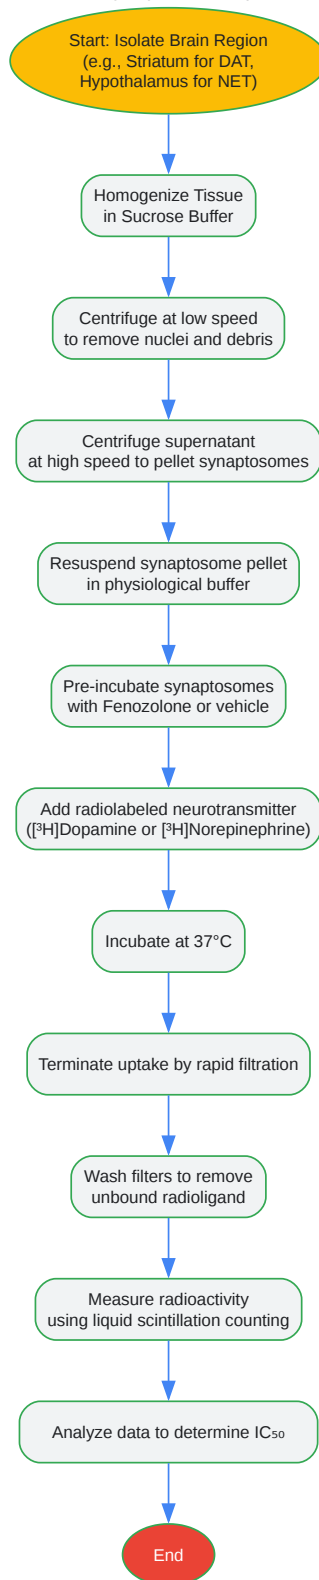 Start: Isolate Brain Region
(e.g., Striatum for DAT,
Hypothalamus for NET)
Homogenize Tissue
in Sucrose Buffer
Centrifuge at low speed
to remove nuclei and debris
Centrifuge supernatant
at high speed to pellet synaptosomes
Resuspend synaptosome pellet
in physiological buffer
Pre-incubate synaptosomes
with Fenozolone or vehicle
Add radiolabeled neurotransmitter
([³H]Dopamine or [³H]Norepinephrine)
Incubate at 37°C
Terminate uptake by rapid filtration
Wash filters to remove
unbound radioligand
Measure radioactivity
using liquid scintillation counting
Analyze data to determine IC₅₀
End